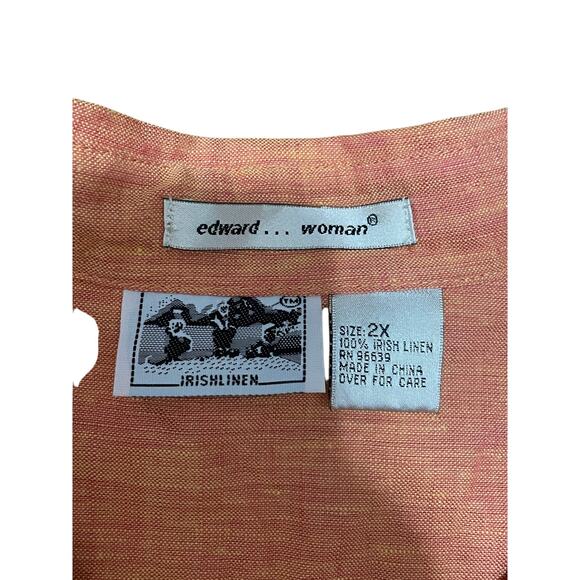 edward... woman®
TM
IRISHLINEN
SIZE: 2X
100% IRISH LINEN
RN 96639
MADE IN CHINA
OVER FOR CARE